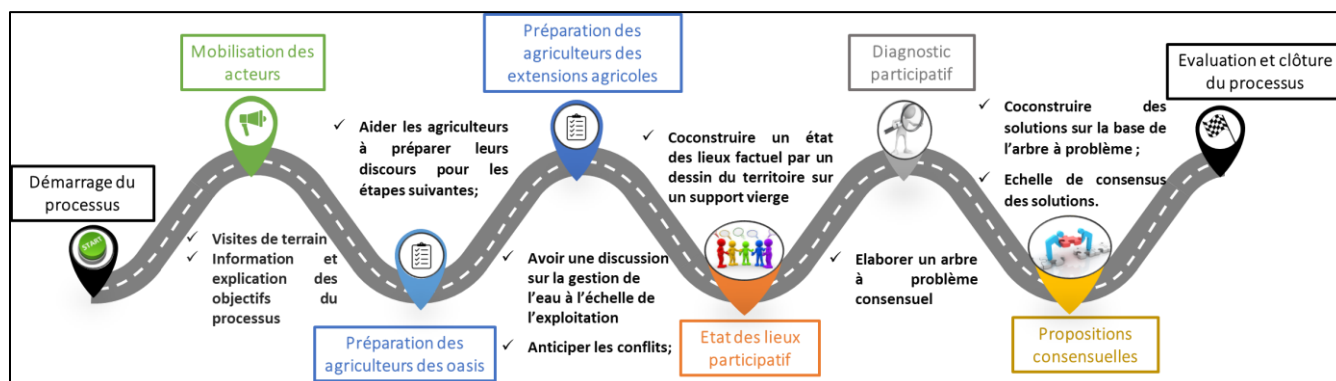 Démarrage du
processus
START
Mobilisation des
acteurs
✓ Visites de terrain
✓ Information et
explication des
objectifs du
processus
Préparation des
agriculteurs des oasis
✓ Aider les agriculteurs
à préparer leurs
discours pour les
étapes suivantes;
Préparation des
agriculteurs des
extensions agricoles
✓ Avoir une discussion
sur la gestion de
l'eau à l'échelle de
l'exploitation
✓ Anticiper les conflits;
Etat des lieux
participatif
✓ Coconstruire un état
des lieux factuel par un
dessin du territoire sur
un support vierge
Diagnostic
participatif
✓ Elaborer un arbre
à problème
consensuel
Propositions
consensuelles
✓ Coconstruire des
solutions sur la base de
l'arbre à problème ;
✓ Echelle de consensus
des solutions.
Evaluation et clôture
du processus